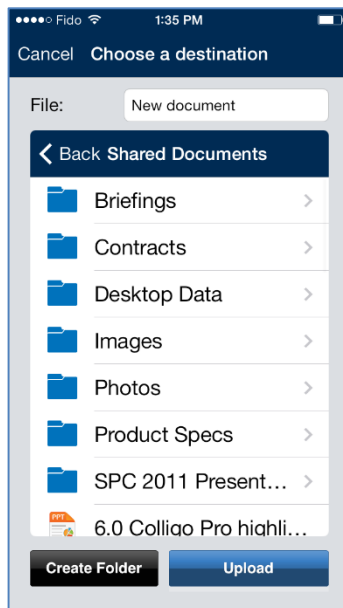 Fido 1:35 PM
Cancel Choose a destination
File: New document
Back Shared Documents
Briefings
Contracts
Desktop Data
Images
Photos
Product Specs
SPC 2011 Present...
PPT
6.0 Colligo Pro highli...
Create Folder Upload